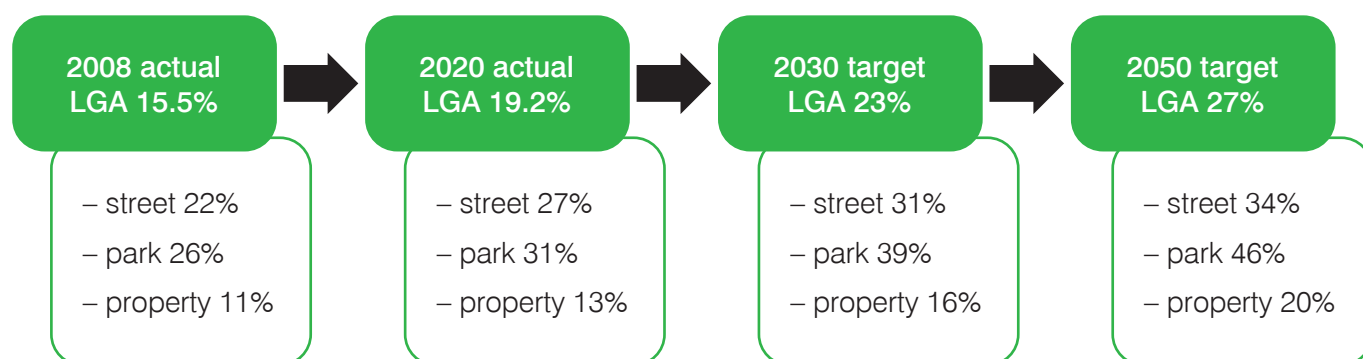 2008 actual
LGA 15.5%
– street 22%
– park 26%
– property 11%
2020 actual
LGA 19.2%
– street 27%
– park 31%
– property 13%
2030 target
LGA 23%
– street 31%
– park 39%
– property 16%
2050 target
LGA 27%
– street 34%
– park 46%
– property 20%